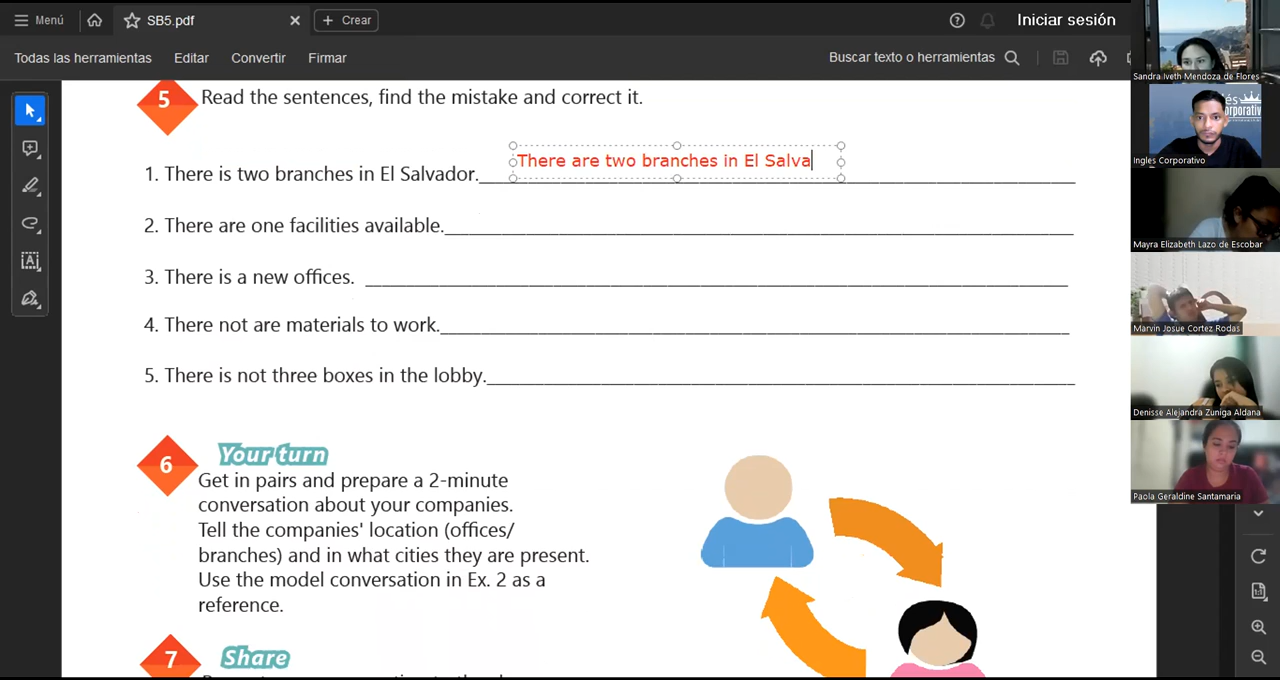 Menú
SB5.pdf
Crear
Iniciar sesión
Todas las herramientas
Editar
Convertir
Firmar
Buscar texto o herramientas
5
Read the sentences, find the mistake and correct it.
There are two branches in El Salva
1. There is two branches in El Salvador.
2. There are one facilities available.
3. There is a new offices.
4. There not are materials to work.
5. There is not three boxes in the lobby.
6
Your turn
Get in pairs and prepare a 2-minute
conversation about your companies.
Tell the companies' location (offices/
branches) and in what cities they are present.
Use the model conversation in Ex. 2 as a
reference.
7
Share
Sandra Iveth Mendoza de Flores
Ingles Corporativo
Mayra Elizabeth Lazo de Escobar
Marvin Josue Cortez Rodas
Denisse Alejandra Zuniga Aldana
Paola Geraldine Santamaria